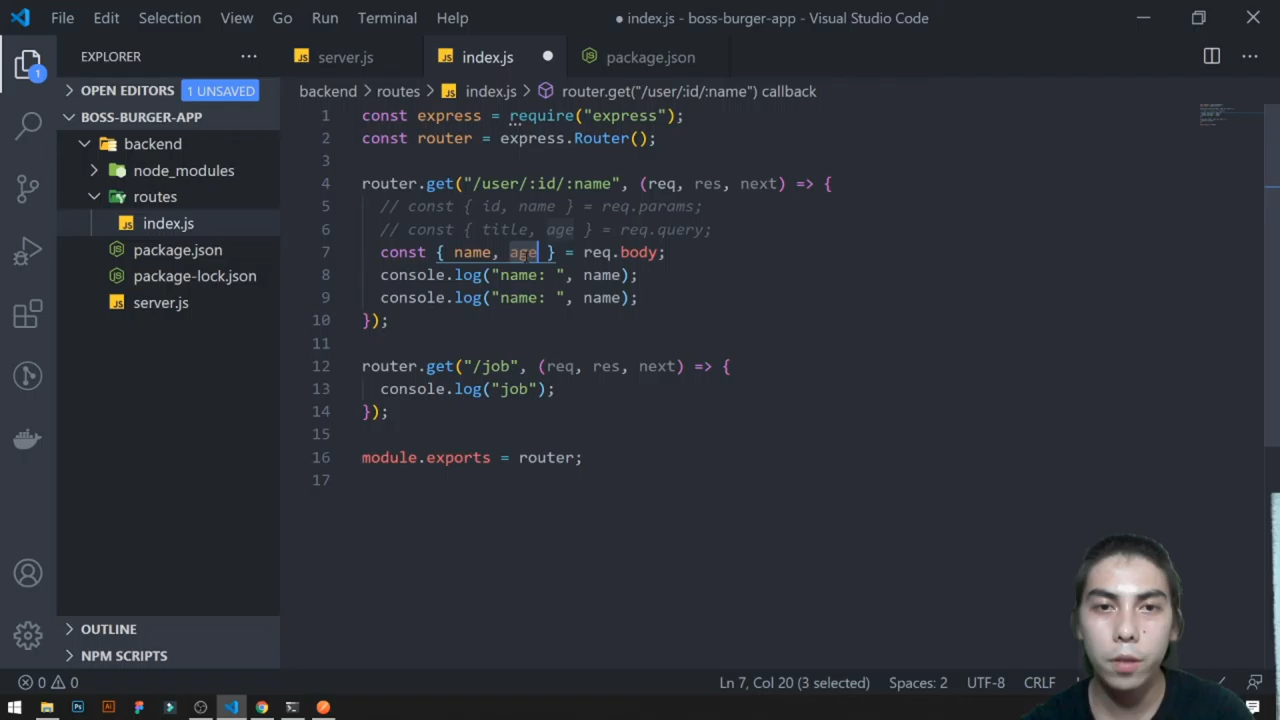 File Edit Selection View Go Run Terminal Help
● index.js - boss-burger-app - Visual Studio Code
EXPLORER
server.js
index.js
package.json
OPEN EDITORS 1 UNSAVED
backend > routes > index.js > router.get("/user/:id/:name") callback
BOSS-BURGER-APP
backend
node_modules
routes
index.js
package.json
package-lock.json
server.js
1 const express = require("express");
2 const router = express.Router();
3
4 router.get("/user/:id/:name", (req, res, next) => {
5 // const { id, name } = req.params;
6 // const { title, age } = req.query;
7 const { name, age } = req.body;
8 console.log("name: ", name);
9 console.log("name: ", name);
10 });
11
12 router.get("/job", (req, res, next) => {
13 console.log("job");
14 });
15
16 module.exports = router;
17
OUTLINE
NPM SCRIPTS
0 0
Ln 7, Col 20 (3 selected) Spaces: 2 UTF-8 CRLF